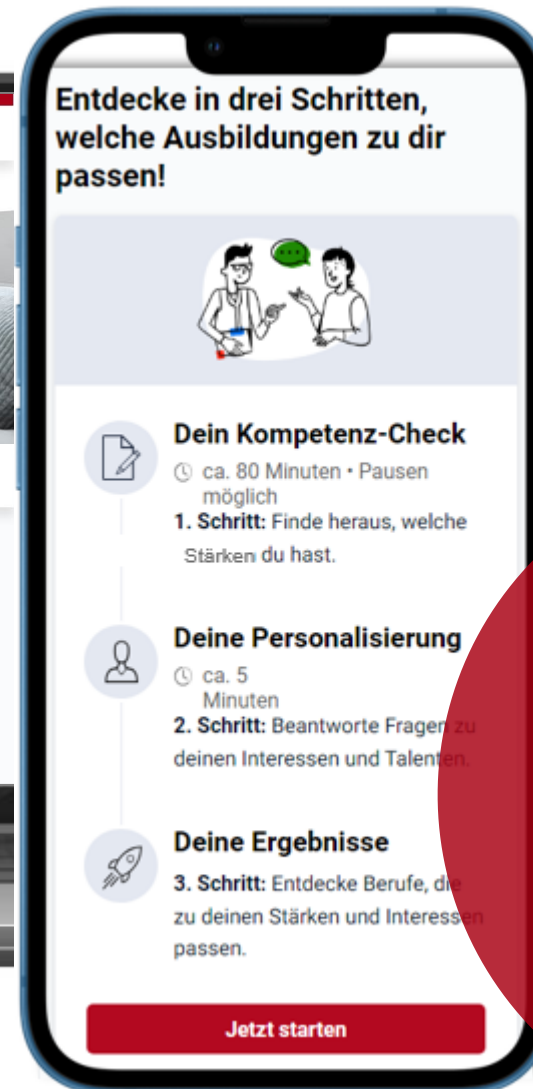 Entdecke in drei Schritten,
welche Ausbildungen zu dir
passen!
Dein Kompetenz-Check
ca. 80 Minuten • Pausen
möglich
1. Schritt: Finde heraus, welche
Stärken du hast.
Deine Personalisierung
ca. 5
Minuten
2. Schritt: Beantworte Fragen zu
deinen Interessen und Talenten.
Deine Ergebnisse
3. Schritt: Entdecke Berufe, die
zu deinen Stärken und Interessen
passen.
Jetzt starten